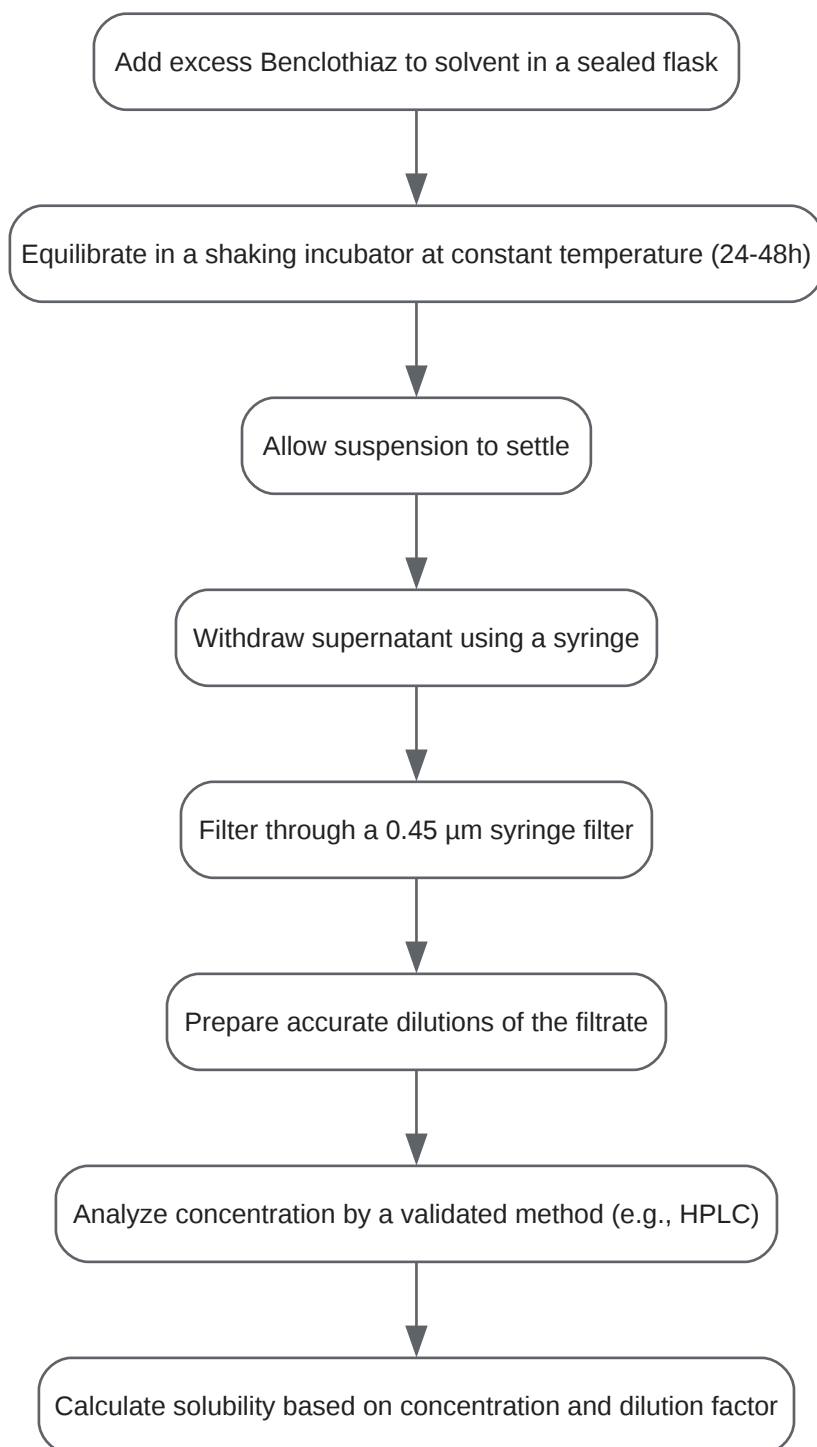 Add excess Benclothiaz to solvent in a sealed flask
Equilibrate in a shaking incubator at constant temperature (24-48h)
Allow suspension to settle
Withdraw supernatant using a syringe
Filter through a 0.45 µm syringe filter
Prepare accurate dilutions of the filtrate
Analyze concentration by a validated method (e.g., HPLC)
Calculate solubility based on concentration and dilution factor